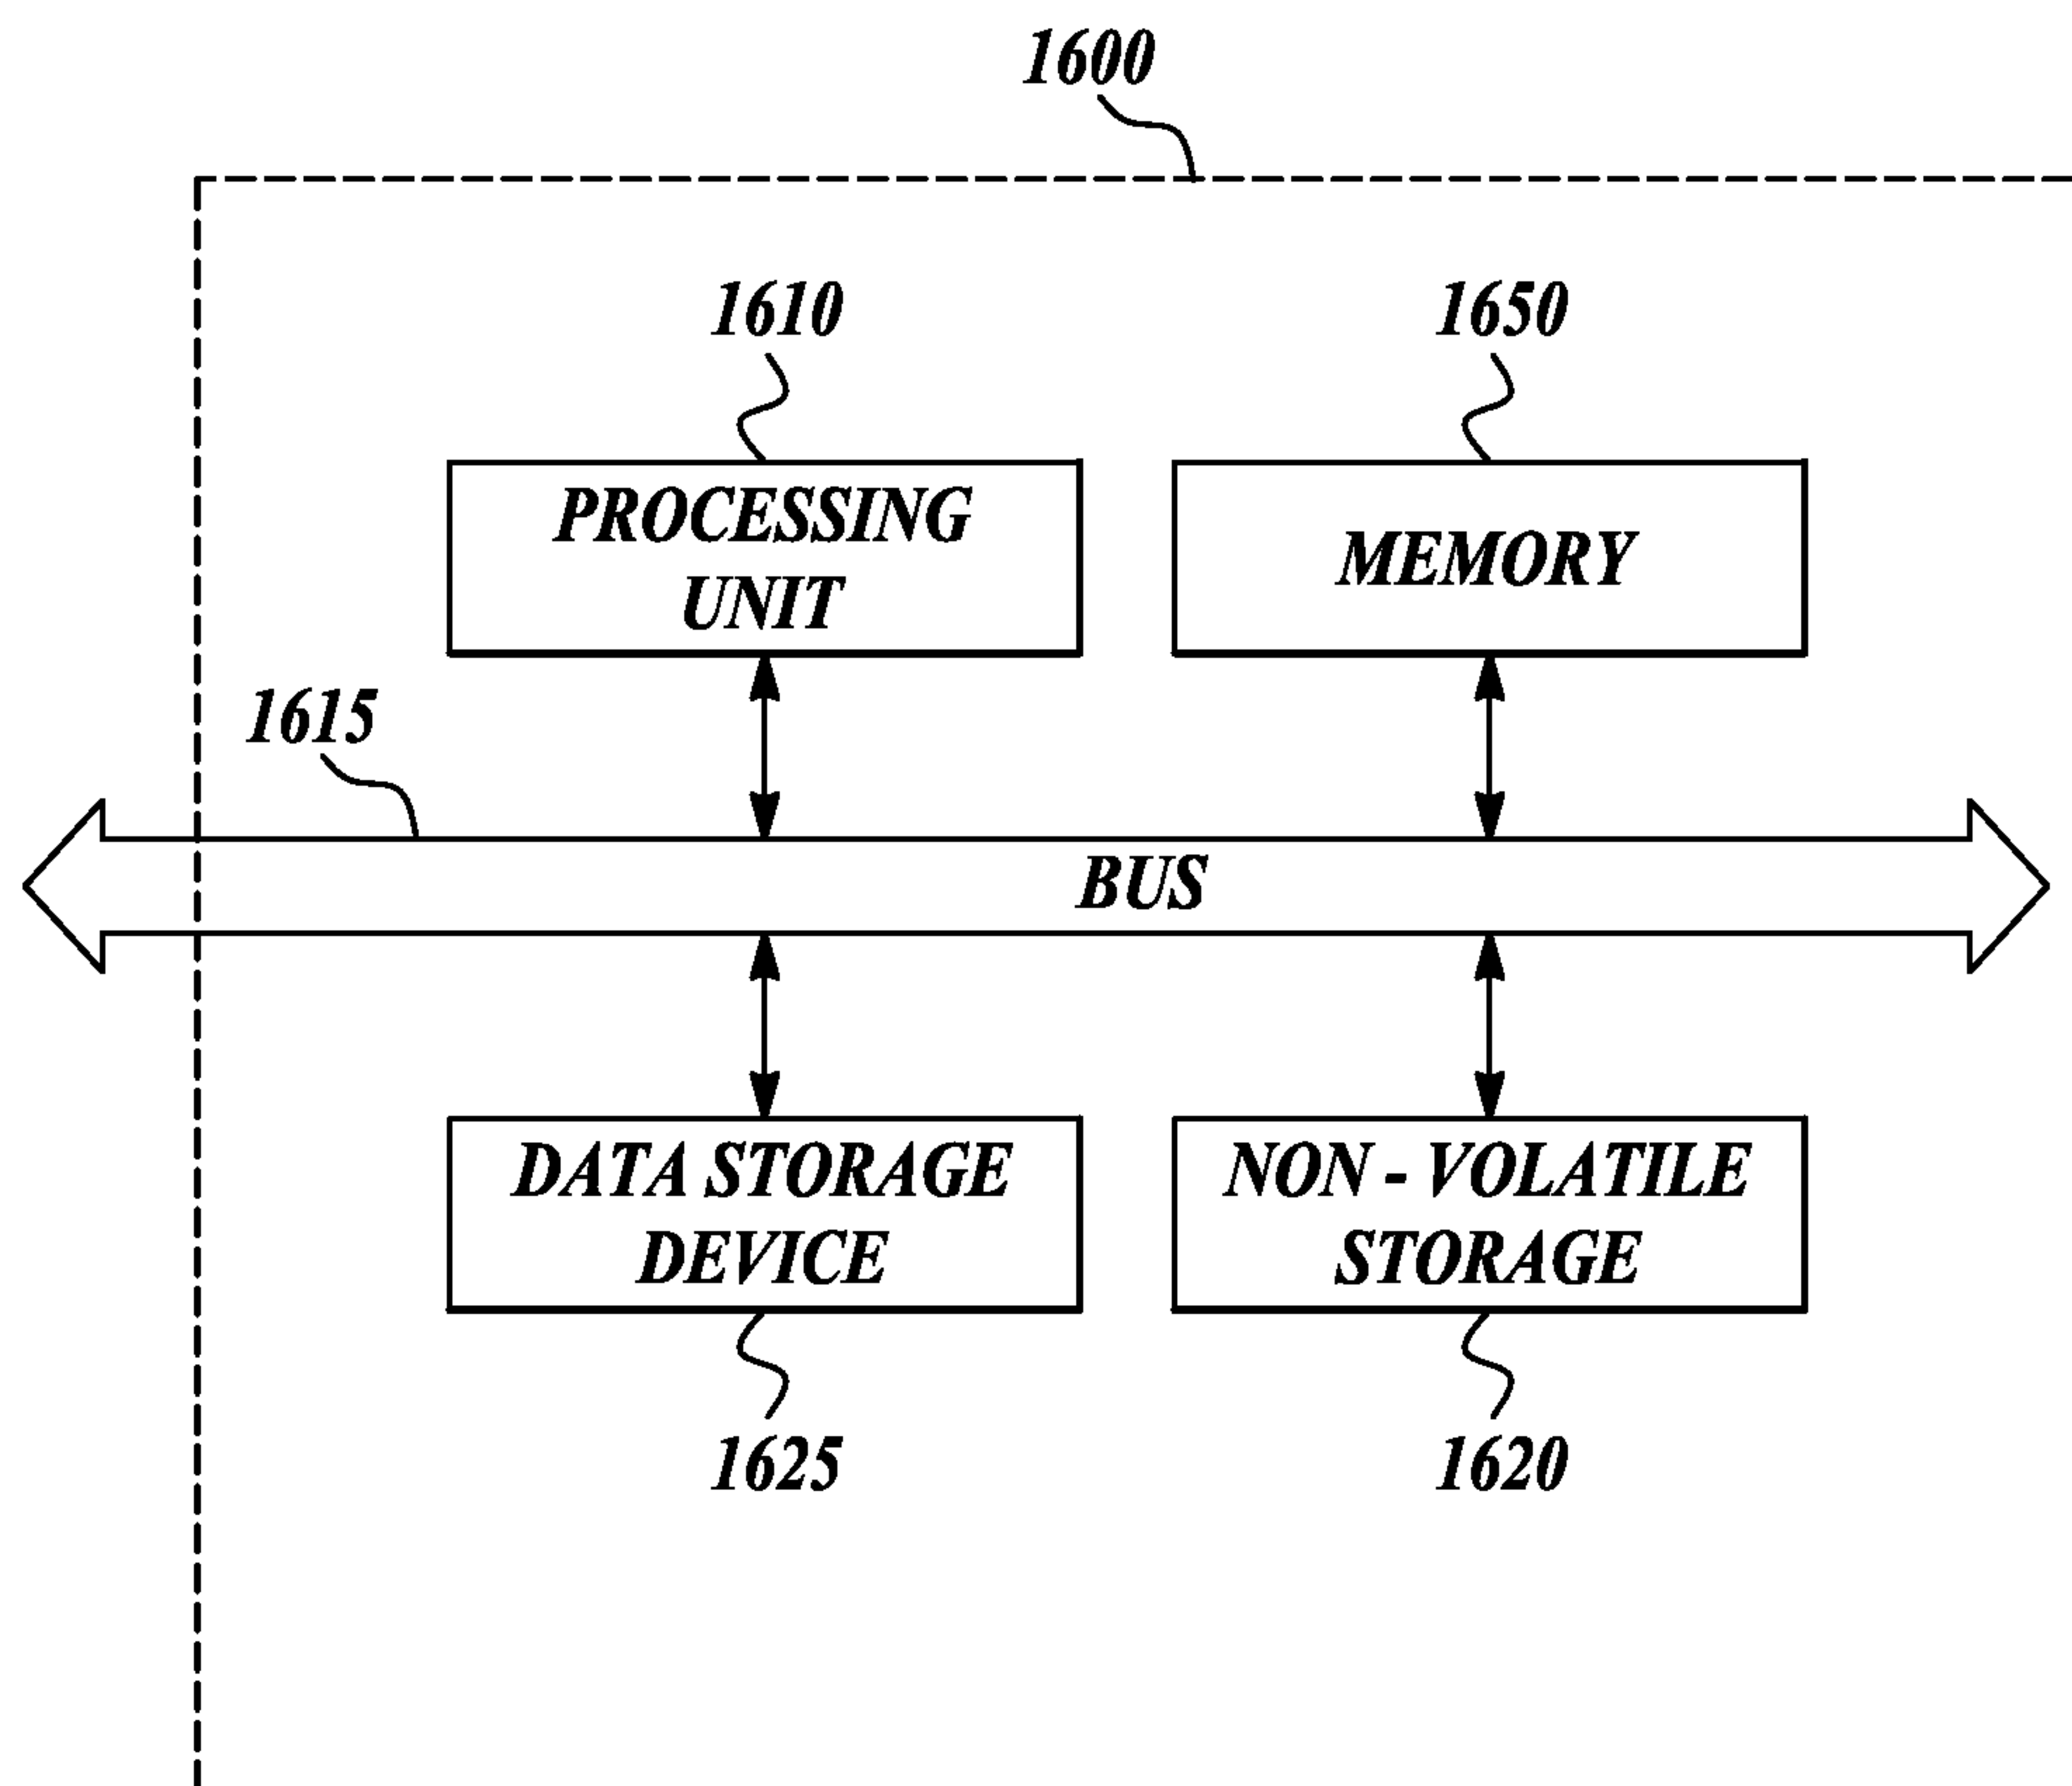 1600
1610
1650
PROCESSING
UNIT
MEMORY
1615
BUS
DATA STORAGE
DEVICE
NON - VOLATILE
STORAGE
1625
1620